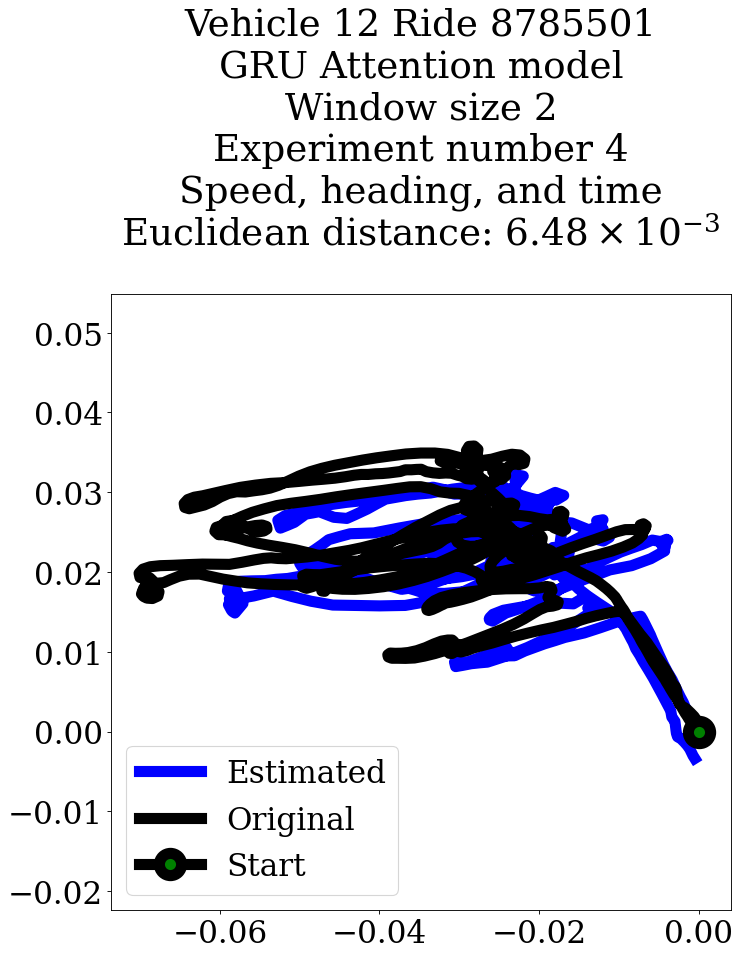 Vehicle 12 Ride 8785501
GRU Attention model
Window size 2
Experiment number 4
Speed, heading, and time
Euclidean distance: 6.48 × 10⁻³
0.05
0.04
0.03
0.02
0.01
0.00
−0.01
−0.02
Estimated
Original
Start
−0.06 −0.04 −0.02 0.00